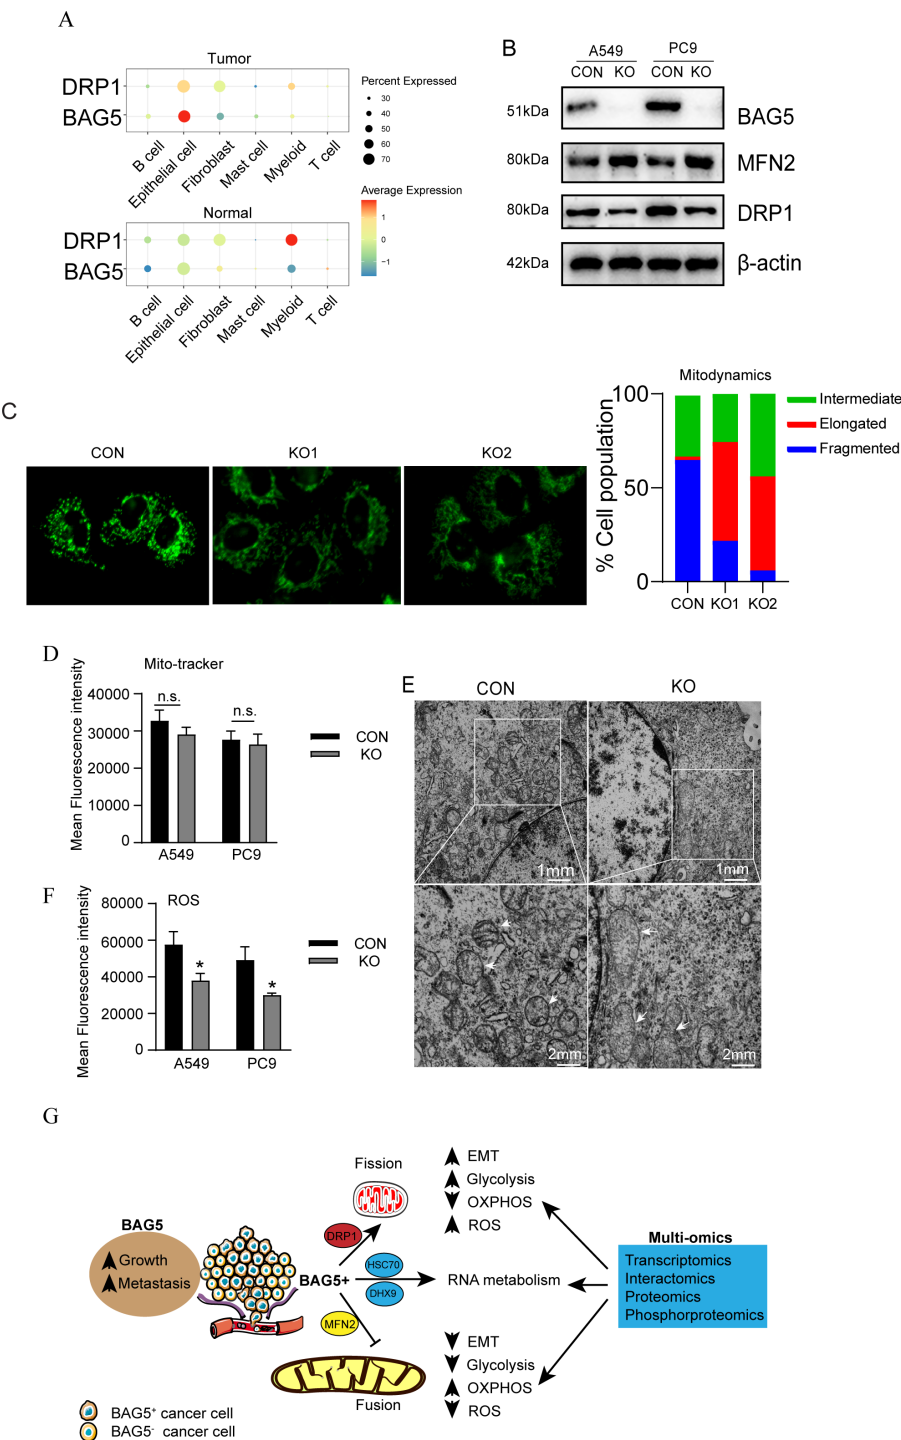 A
Tumor
DRP1
BAG5
B cell
Epithelial cell
Fibroblast
Mast cell
Myeloid
T cell
Normal
DRP1
BAG5
B cell
Epithelial cell
Fibroblast
Mast cell
Myeloid
T cell
Percent Expressed
30
40
50
60
70
Average Expression
1
0
−1
B
A549 PC9
CON KO CON KO
51kDa BAG5
80kDa MFN2
80kDa DRP1
42kDa β-actin
C
CON KO1 KO2
Mitodynamics
% Cell population
100
50
0
CON KO1 KO2
Intermediate
Elongated
Fragmented
D
Mito-tracker
Mean Fluorescence intensity
40000
30000
20000
10000
0
n.s. n.s.
A549 PC9
CON
KO
E
CON KO
1mm 1mm
2mm 2mm
F
ROS
Mean Fluorescence intensity
80000
60000
40000
20000
0
* *
A549 PC9
CON
KO
G
BAG5
Growth
Metastasis
BAG5+
Fission
DRP1
HSC70
DHX9
MFN2
Fusion
EMT
Glycolysis
OXPHOS
ROS
RNA metabolism
EMT
Glycolysis
OXPHOS
ROS
Multi-omics
Transcriptomics
Interactomics
Proteomics
Phosphorproteomics
BAG5⁺ cancer cell
BAG5⁻ cancer cell